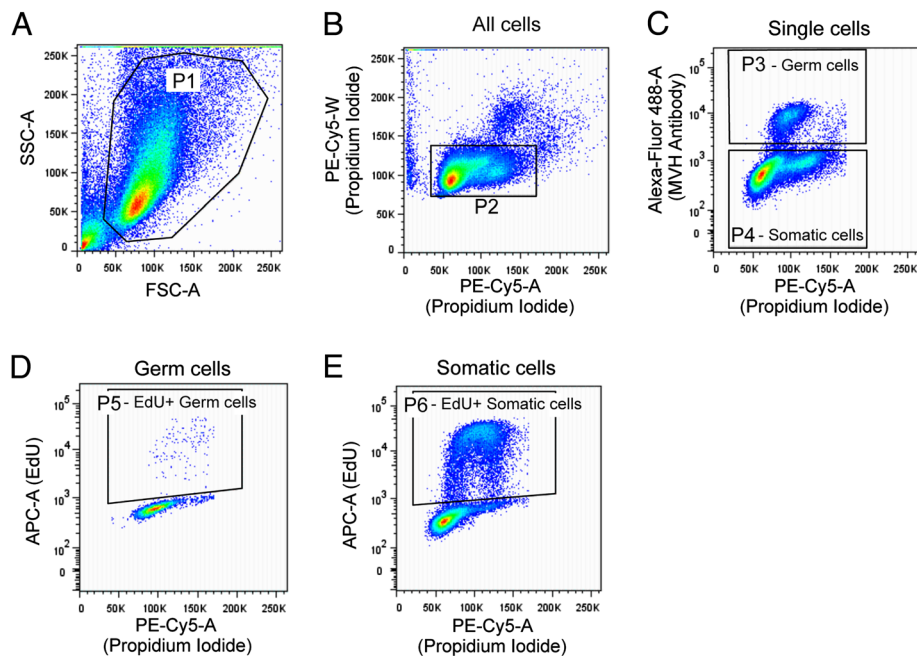 A
SSC-A
250K
200K
150K
100K
50K
0
P1
0
50K
100K
150K
200K
250K
FSC-A
B
All cells
PE-Cy5-W
(Propidium Iodide)
250K
200K
150K
100K
50K
0
P2
0
50K
100K
150K
200K
250K
PE-Cy5-A
(Propidium Iodide)
C
Single cells
Alexa-Fluor 488-A
(MVH Antibody)
10^5
10^4
10^3
10^2
0
P3 - Germ cells
P4 - Somatic cells
0
50K
100K
150K
200K
250K
PE-Cy5-A
(Propidium Iodide)
D
Germ cells
APC-A (EdU)
10^5
10^4
10^3
10^2
0
P5 - EdU+ Germ cells
0
50K
100K
150K
200K
250K
PE-Cy5-A
(Propidium Iodide)
E
Somatic cells
APC-A (EdU)
10^5
10^4
10^3
10^2
0
P6 - EdU+ Somatic cells
0
50K
100K
150K
200K
250K
PE-Cy5-A
(Propidium Iodide)